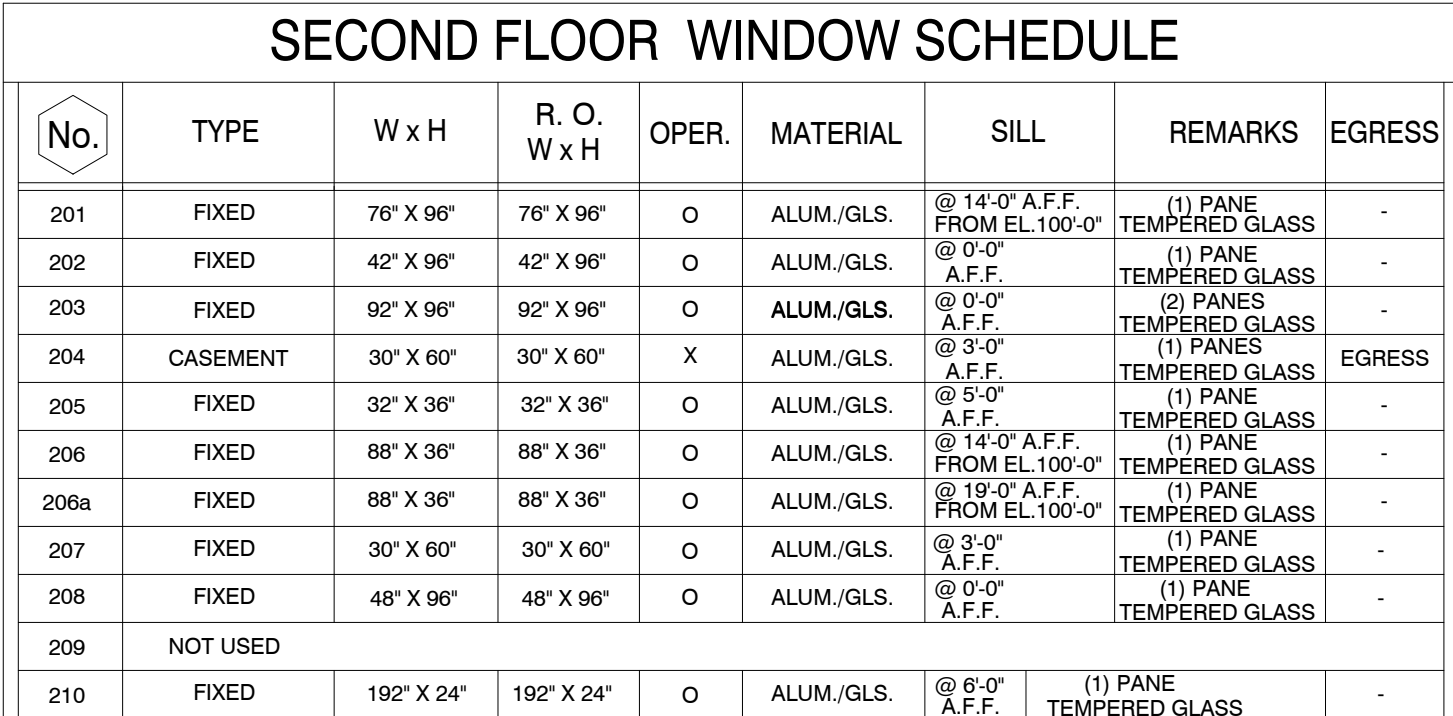 SECOND FLOOR WINDOW SCHEDULE
No. TYPE W x H R. O. W x H OPER. MATERIAL SILL REMARKS EGRESS
201 FIXED 76" X 96" 76" X 96" O ALUM./GLS. @ 14'-0" A.F.F. FROM EL.100'-0" (1) PANE TEMPERED GLASS -
202 FIXED 42" X 96" 42" X 96" O ALUM./GLS. @ 0'-0" A.F.F. (1) PANE TEMPERED GLASS -
203 FIXED 92" X 96" 92" X 96" O ALUM./GLS. @ 0'-0" A.F.F. (2) PANES TEMPERED GLASS -
204 CASEMENT 30" X 60" 30" X 60" X ALUM./GLS. @ 3'-0" A.F.F. (1) PANES TEMPERED GLASS EGRESS
205 FIXED 32" X 36" 32" X 36" O ALUM./GLS. @ 5'-0" A.F.F. (1) PANE TEMPERED GLASS -
206 FIXED 88" X 36" 88" X 36" O ALUM./GLS. @ 14'-0" A.F.F. FROM EL.100'-0" (1) PANE TEMPERED GLASS -
206a FIXED 88" X 36" 88" X 36" O ALUM./GLS. @ 19'-0" A.F.F. FROM EL.100'-0" (1) PANE TEMPERED GLASS -
207 FIXED 30" X 60" 30" X 60" O ALUM./GLS. @ 3'-0" A.F.F. (1) PANE TEMPERED GLASS -
208 FIXED 48" X 96" 48" X 96" O ALUM./GLS. @ 0'-0" A.F.F. (1) PANE TEMPERED GLASS -
209 NOT USED
210 FIXED 192" X 24" 192" X 24" O ALUM./GLS. @ 6'-0" A.F.F. (1) PANE TEMPERED GLASS -